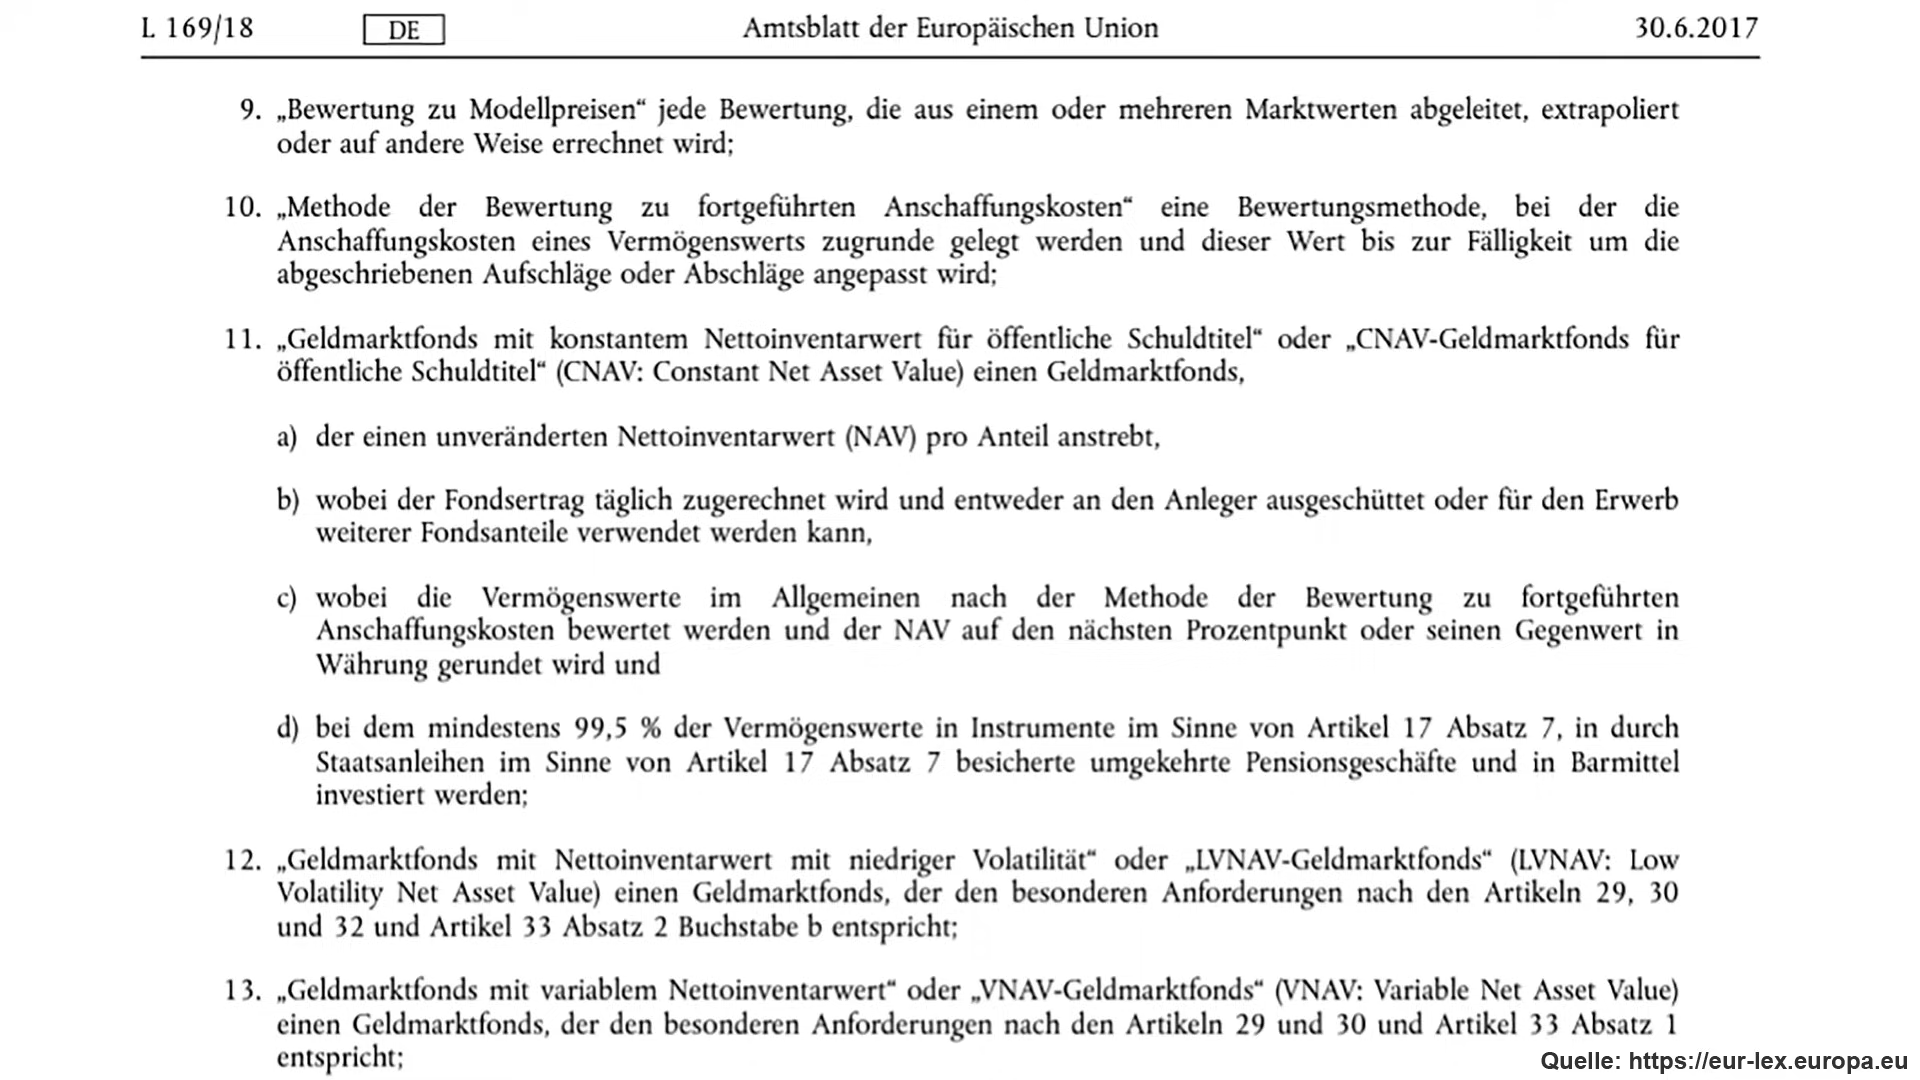 L 169/18 DE Amtsblatt der Europäischen Union 30.6.2017
9. „Bewertung zu Modellpreisen“ jede Bewertung, die aus einem oder mehreren Marktwerten abgeleitet, extrapoliert
oder auf andere Weise errechnet wird;
10. „Methode der Bewertung zu fortgeführten Anschaffungskosten“ eine Bewertungsmethode, bei der die
Anschaffungskosten eines Vermögenswerts zugrunde gelegt werden und dieser Wert bis zur Fälligkeit um die
abgeschriebenen Aufschläge oder Abschläge angepasst wird;
11. „Geldmarktfonds mit konstantem Nettoinventarwert für öffentliche Schuldtitel“ oder „CNAV-Geldmarktfonds für
öffentliche Schuldtitel“ (CNAV: Constant Net Asset Value) einen Geldmarktfonds,
a) der einen unveränderten Nettoinventarwert (NAV) pro Anteil anstrebt,
b) wobei der Fondsertrag täglich zugerechnet wird und entweder an den Anleger ausgeschüttet oder für den Erwerb
weiterer Fondsanteile verwendet werden kann,
c) wobei die Vermögenswerte im Allgemeinen nach der Methode der Bewertung zu fortgeführten
Anschaffungskosten bewertet werden und der NAV auf den nächsten Prozentpunkt oder seinen Gegenwert in
Währung gerundet wird und
d) bei dem mindestens 99,5 % der Vermögenswerte in Instrumente im Sinne von Artikel 17 Absatz 7, in durch
Staatsanleihen im Sinne von Artikel 17 Absatz 7 besicherte umgekehrte Pensionsgeschäfte und in Barmittel
investiert werden;
12. „Geldmarktfonds mit Nettoinventarwert mit niedriger Volatilität“ oder „LVNAV-Geldmarktfonds“ (LVNAV: Low
Volatility Net Asset Value) einen Geldmarktfonds, der den besonderen Anforderungen nach den Artikeln 29, 30
und 32 und Artikel 33 Absatz 2 Buchstabe b entspricht;
13. „Geldmarktfonds mit variablem Nettoinventarwert“ oder „VNAV-Geldmarktfonds“ (VNAV: Variable Net Asset Value)
einen Geldmarktfonds, der den besonderen Anforderungen nach den Artikeln 29 und 30 und Artikel 33 Absatz 1
entspricht;
Quelle: https://eur-lex.europa.eu